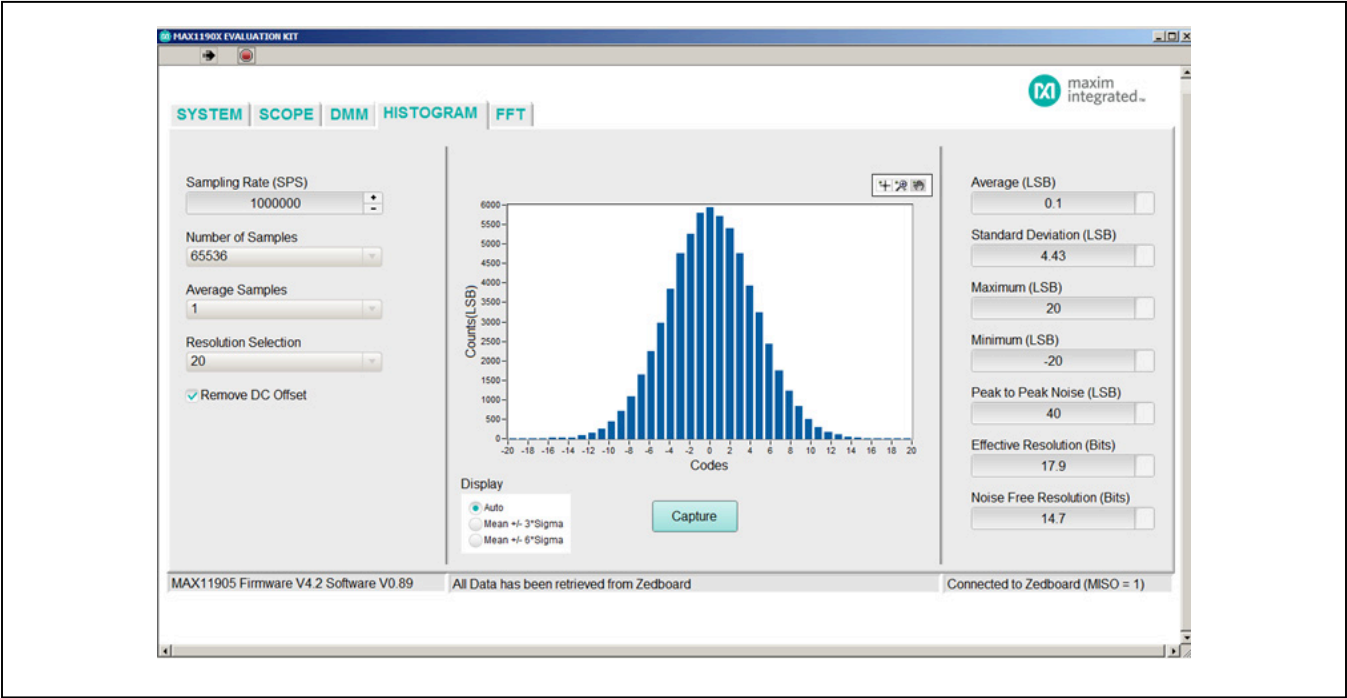 MAX1190X EVALUATION KIT
maxim
integrated™
SYSTEM SCOPE DMM HISTOGRAM FFT
Sampling Rate (SPS)
1000000
Number of Samples
65536
Average Samples
1
Resolution Selection
20
Remove DC Offset
6000
5500
5000
4500
4000
3500
3000
2500
2000
1500
1000
500
0
Counts(LSB)
-20 -18 -16 -14 -12 -10 -8 -6 -4 -2 0 2 4 6 8 10 12 14 16 18 20
Codes
Display
Auto
Mean +/- 3*Sigma
Mean +/- 6*Sigma
Capture
Average (LSB)
0.1
Standard Deviation (LSB)
4.43
Maximum (LSB)
20
Minimum (LSB)
-20
Peak to Peak Noise (LSB)
40
Effective Resolution (Bits)
17.9
Noise Free Resolution (Bits)
14.7
MAX11905 Firmware V4.2 Software V0.89
All Data has been retrieved from Zedboard
Connected to Zedboard (MISO = 1)